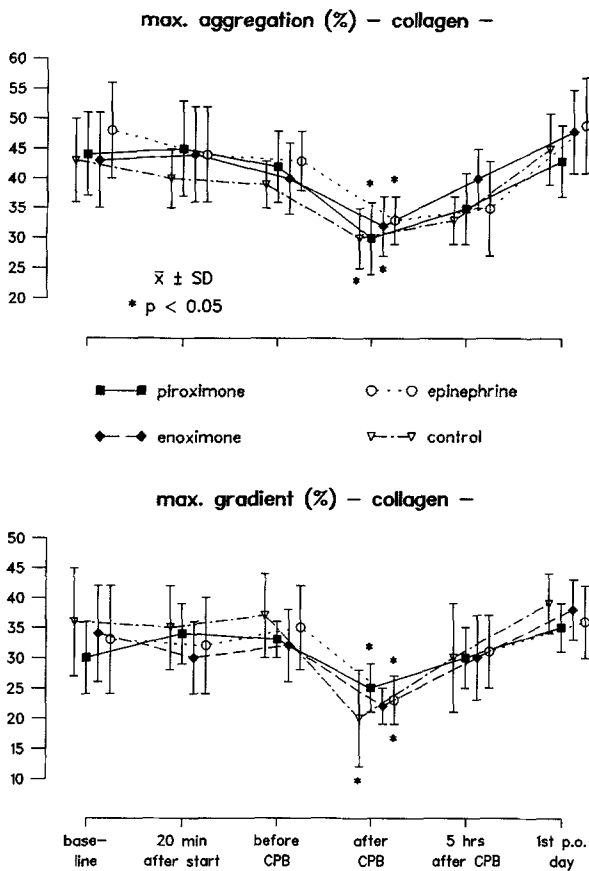 max. aggregation (%) – collagen –
60
55
50
45
40
35
30
25
20
x̄ ± SD
* p < 0.05
* *
* *
piroximone
epinephrine
enoximone
control
max. gradient (%) – collagen –
50
45
40
35
30
25
20
15
10
* *
*
*
base–
line
20 min
after start
before
CPB
after
CPB
5 hrs
after CPB
1st p.o.
day